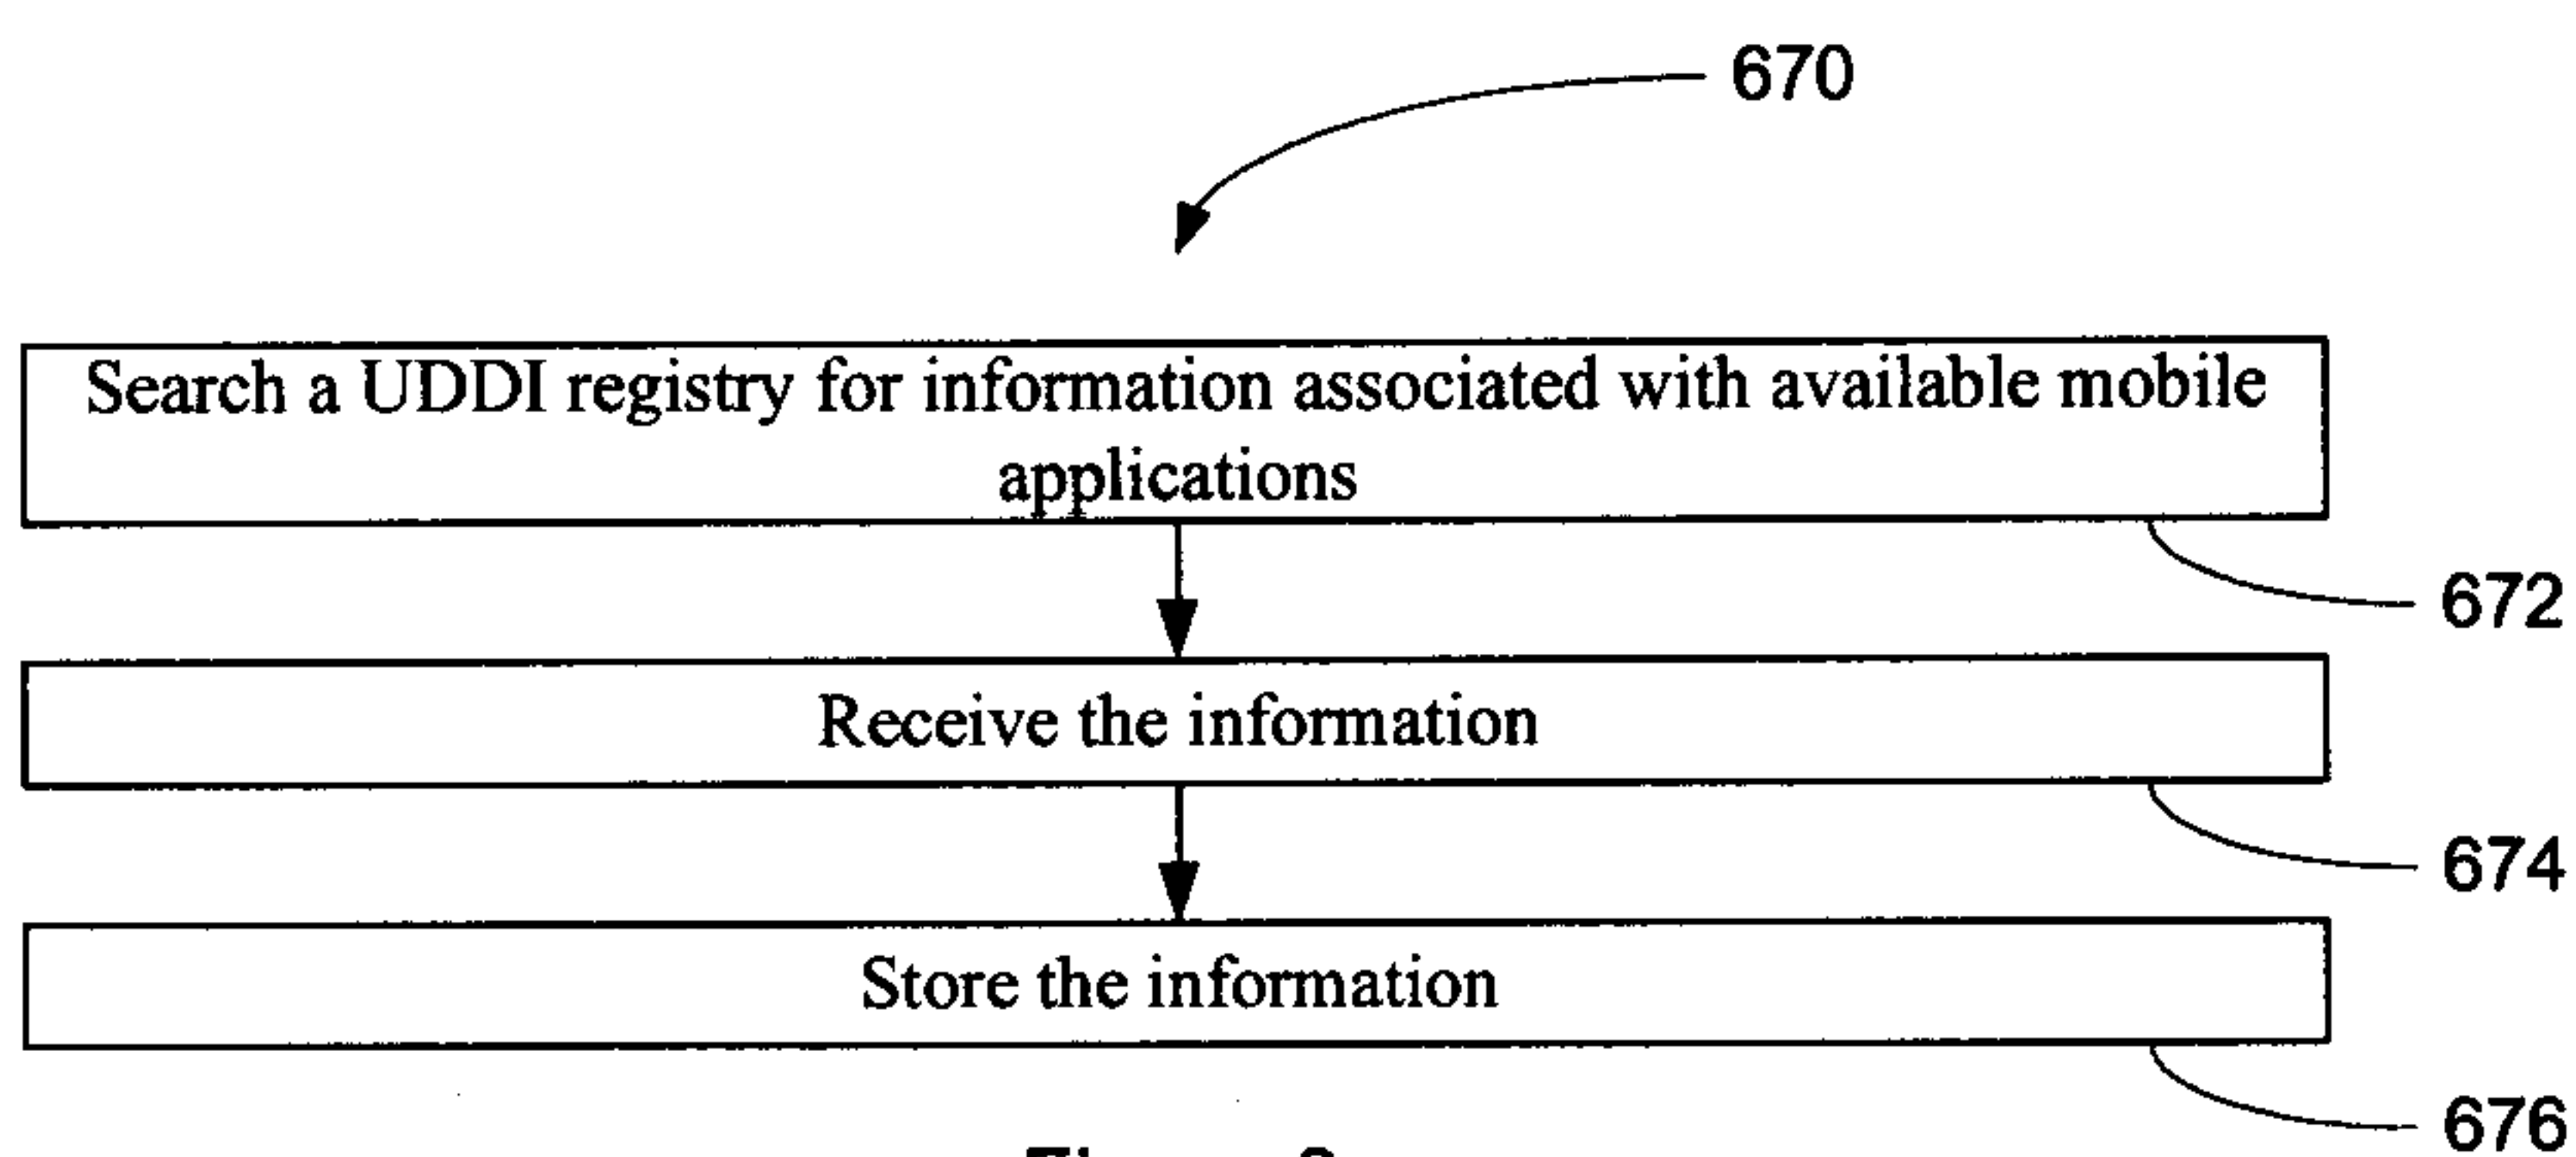 670
Search a UDDI registry for information associated with available mobile
applications
672
Receive the information
674
Store the information
676